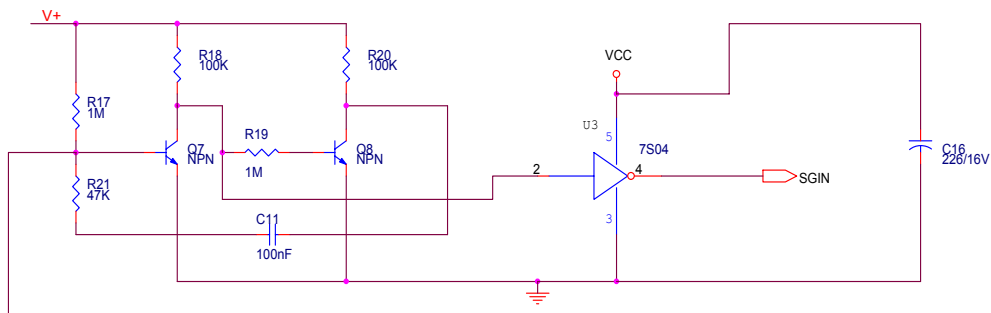 V+
R18
100K
R20
100K
VCC
R17
1M
5
U3
R19
Q7
NPN
Q8
NPN
7S04
C16
226/16V
1M
2
4
SGIN
R21
47K
3
C11
100nF